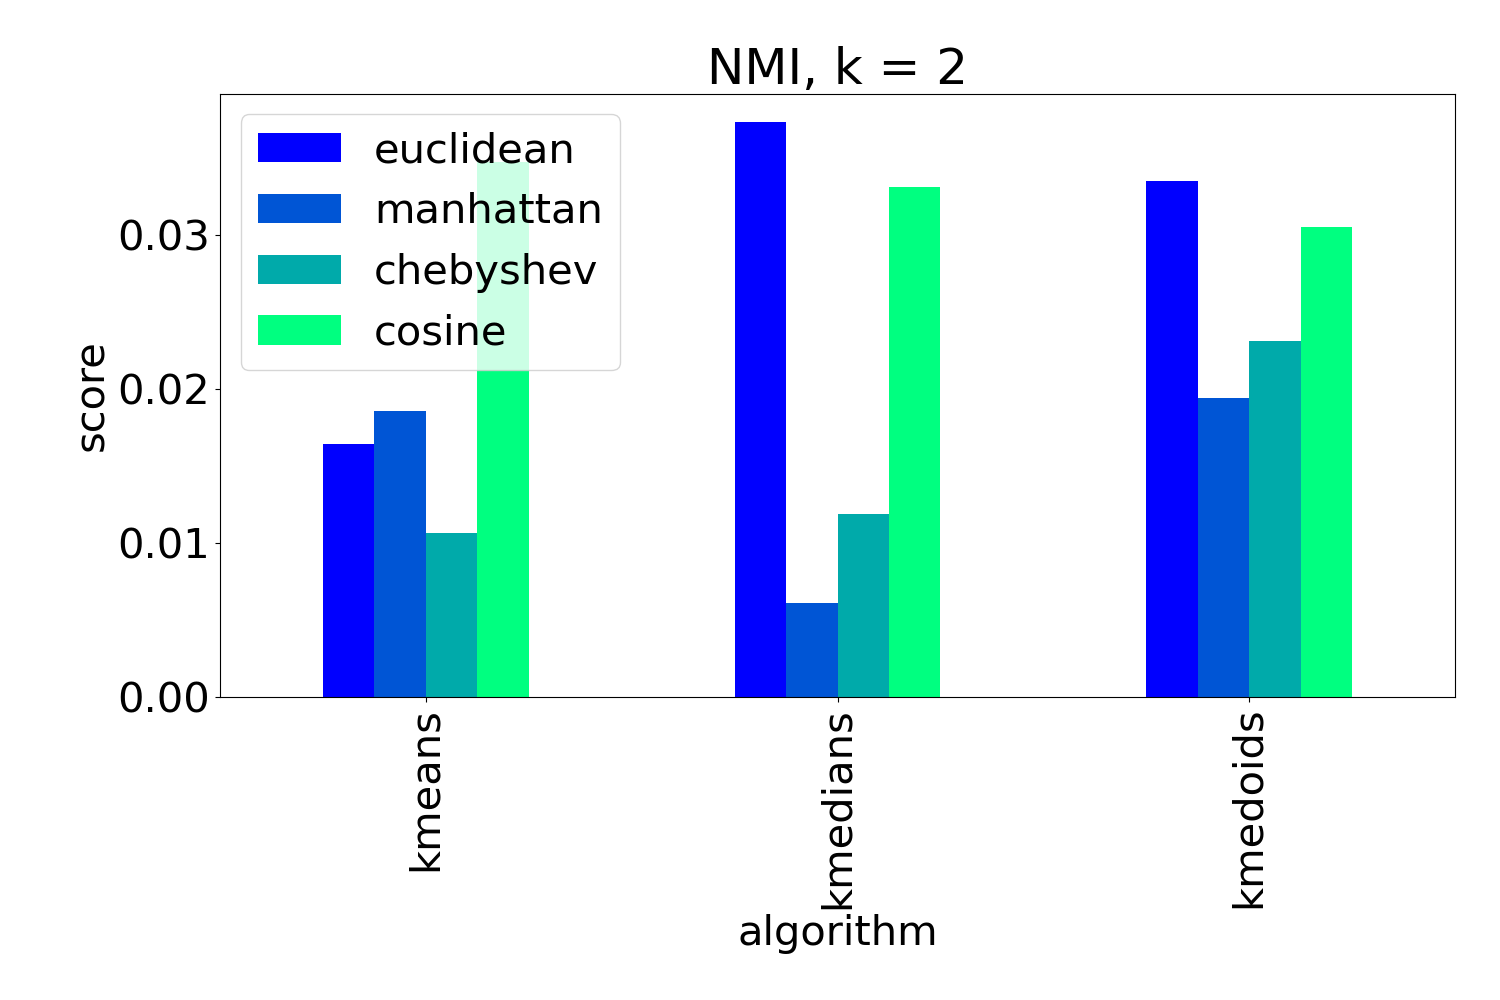 NMI, k = 2
euclidean
manhattan
chebyshev
cosine
score
0.03
0.02
0.01
0.00
kmeans
kmedians
kmedoids
algorithm